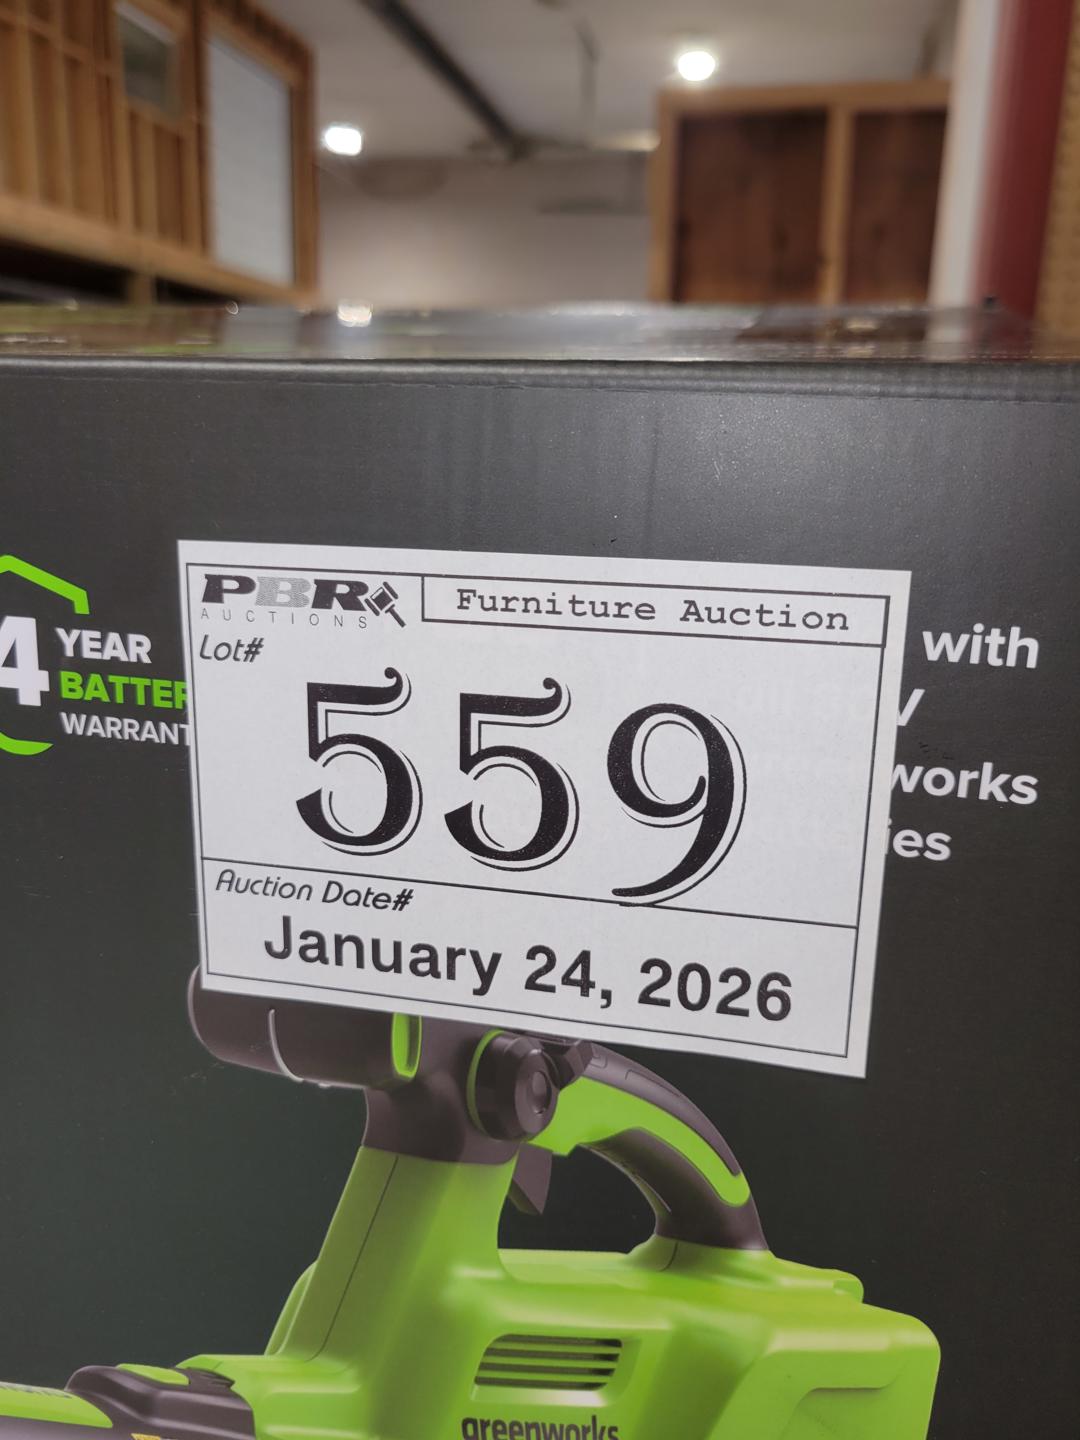 PBR
AUCTIONS
Furniture Auction
Lot#
559
Auction Date#
January 24, 2026
4 YEAR
BATTER
WARRANT
with
V
works
ies
greenworks